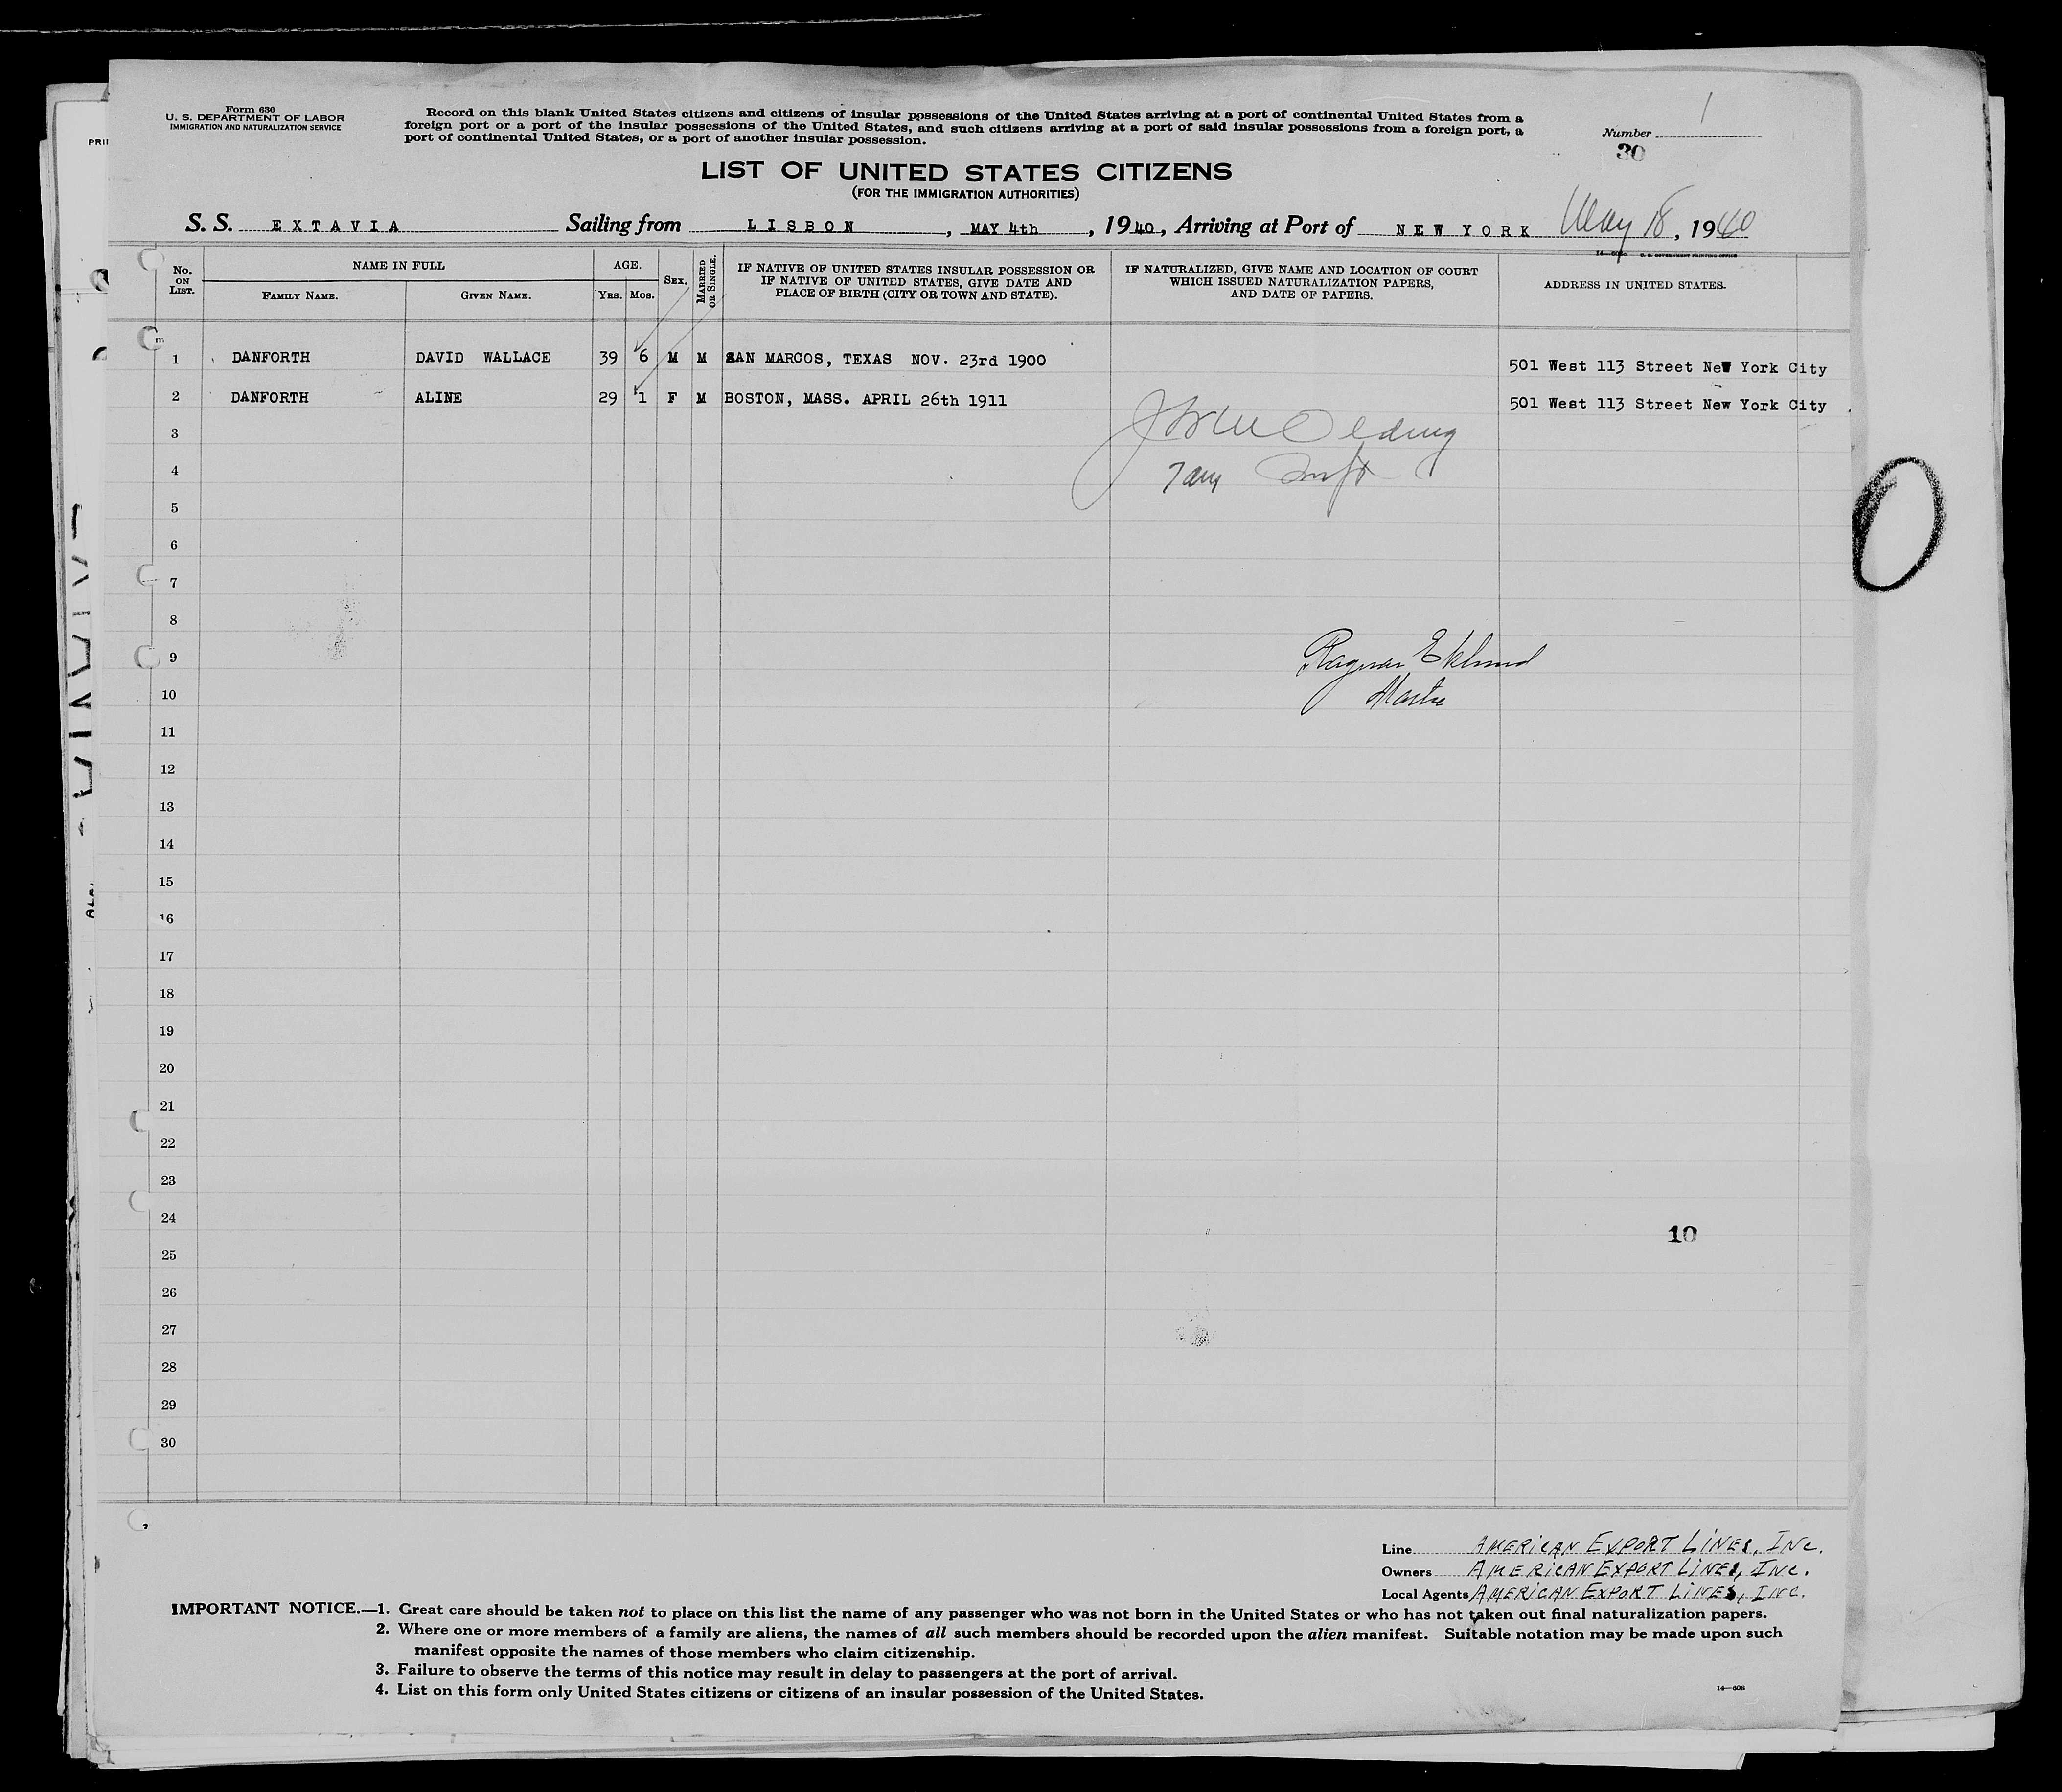 Form 630
U. S. DEPARTMENT OF LABOR
IMMIGRATION AND NATURALIZATION SERVICE
Record on this blank United States citizens and citizens of insular possessions of the United States arriving at a port of continental United States from a
foreign port or a port of the insular possessions of the United States, and such citizens arriving at a port of said insular possessions from a foreign port, a
port of continental United States, or a port of another insular possession.
Number 1
30
LIST OF UNITED STATES CITIZENS
(FOR THE IMMIGRATION AUTHORITIES)
S. S. EXTAVIA Sailing from LISBON, MAY 4th, 1940, Arriving at Port of NEW YORK May 18, 1940
No. ON LIST. NAME IN FULL AGE. SEX. MARRIED OR SINGLE. IF NATIVE OF UNITED STATES INSULAR POSSESSION OR IF NATIVE OF UNITED STATES, GIVE DATE AND PLACE OF BIRTH (CITY OR TOWN AND STATE). IF NATURALIZED, GIVE NAME AND LOCATION OF COURT WHICH ISSUED NATURALIZATION PAPERS, AND DATE OF PAPERS. ADDRESS IN UNITED STATES.
FAMILY NAME. GIVEN NAME. YRS. MOS.
1 DANFORTH DAVID WALLACE 39 6 M M SAN MARCOS, TEXAS NOV. 23rd 1900 501 West 113 Street New York City
2 DANFORTH ALINE 29 1 F M BOSTON, MASS. APRIL 26th 1911 501 West 113 Street New York City
3
4
5
6
7
8
9 Ragnar Eklund
10 Master
11
12
13
14
15
16
17
18
19
20
21
22
23
24
10
25
26
27
28
29
30
Line AMERICAN EXPORT LINES, INC.
Owners AMERICAN EXPORT LINES, INC.
Local Agents AMERICAN EXPORT LINES, INC.
IMPORTANT NOTICE.—1. Great care should be taken not to place on this list the name of any passenger who was not born in the United States or who has not taken out final naturalization papers.
2. Where one or more members of a family are aliens, the names of all such members should be recorded upon the alien manifest. Suitable notation may be made upon such
manifest opposite the names of those members who claim citizenship.
3. Failure to observe the terms of this notice may result in delay to passengers at the port of arrival.
4. List on this form only United States citizens or citizens of an insular possession of the United States.
14—608